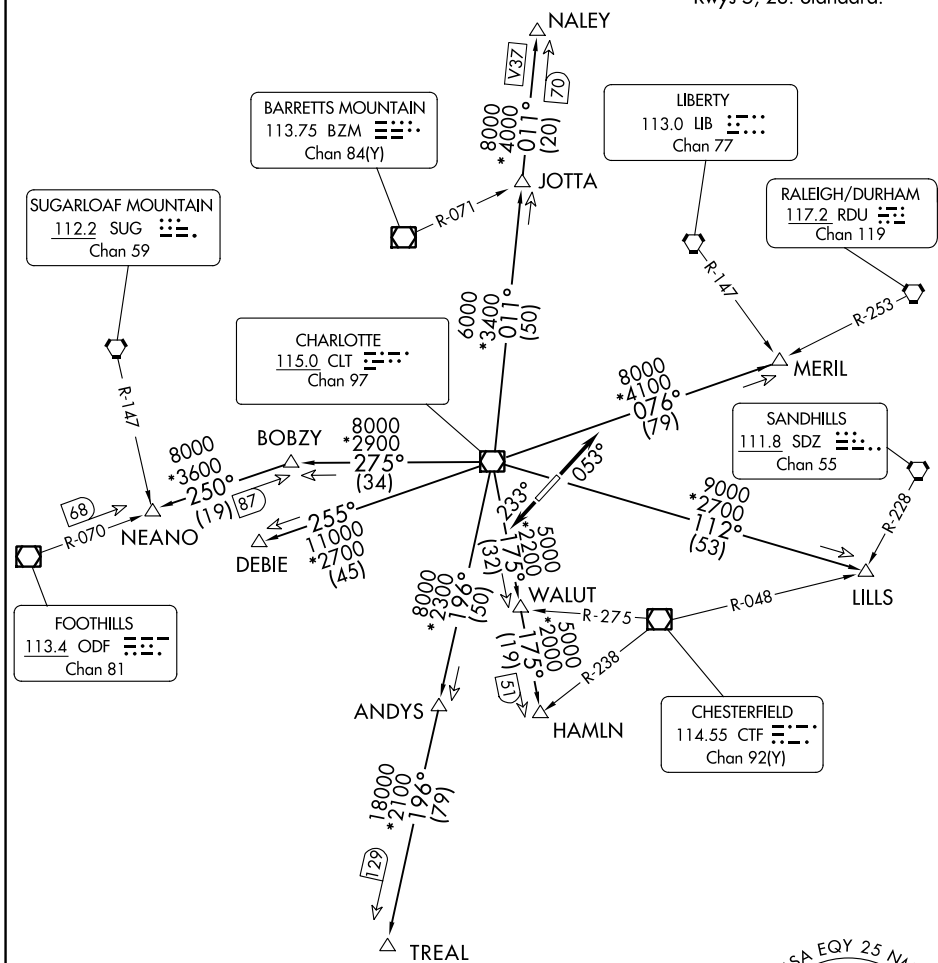 Rwys 5, 23: Standard.
NALEY
V37
70
8000
*4000
011°
(20)
BARRETTS MOUNTAIN
113.75 BZM
Chan 84(Y)
LIBERTY
113.0 LIB
Chan 77
JOTTA
R-071
RALEIGH/DURHAM
117.2 RDU
Chan 119
SUGARLOAF MOUNTAIN
112.2 SUG
Chan 59
R-147
R-253
6000
*3400
011°
(50)
CHARLOTTE
115.0 CLT
Chan 97
MERIL
8000
*4100
076°
(79)
R-147
SANDHILLS
111.8 SDZ
Chan 55
BOBZY
8000
*2900
275°
(34)
8000
*3600
250°
(19)
87
053°
233°
9000
*2700
112°
(53)
R-228
68
R-070
NEANO
255°
11000
*2700
(45)
DEBIE
5000
*2200
175°
(32)
8000
*2300
196°
(50)
WALUT
R-275
R-048
LILLS
FOOTHILLS
113.4 ODF
Chan 81
5000
*2000
175°
(19)
R-238
51
ANDYS
HAMLN
CHESTERFIELD
114.55 CTF
Chan 92(Y)
18000
*2100
196°
(79)
129
TREAL
EQY 25